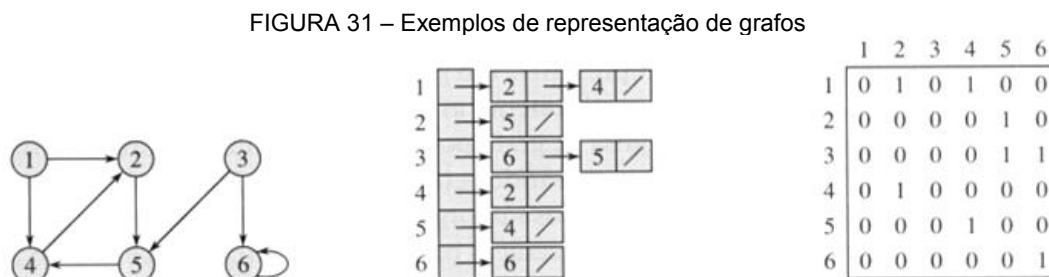 FIGURA 31 – Exemplos de representação de grafos
1 2 3
4 5 6
1 2 4 /
2 5 /
3 6 5 /
4 2 /
5 4 /
6 6 /
1 2 3 4 5 6
1 0 1 0 1 0 0
2 0 0 0 0 1 0
3 0 0 0 0 1 1
4 0 1 0 0 0 0
5 0 0 0 1 0 0
6 0 0 0 0 0 1